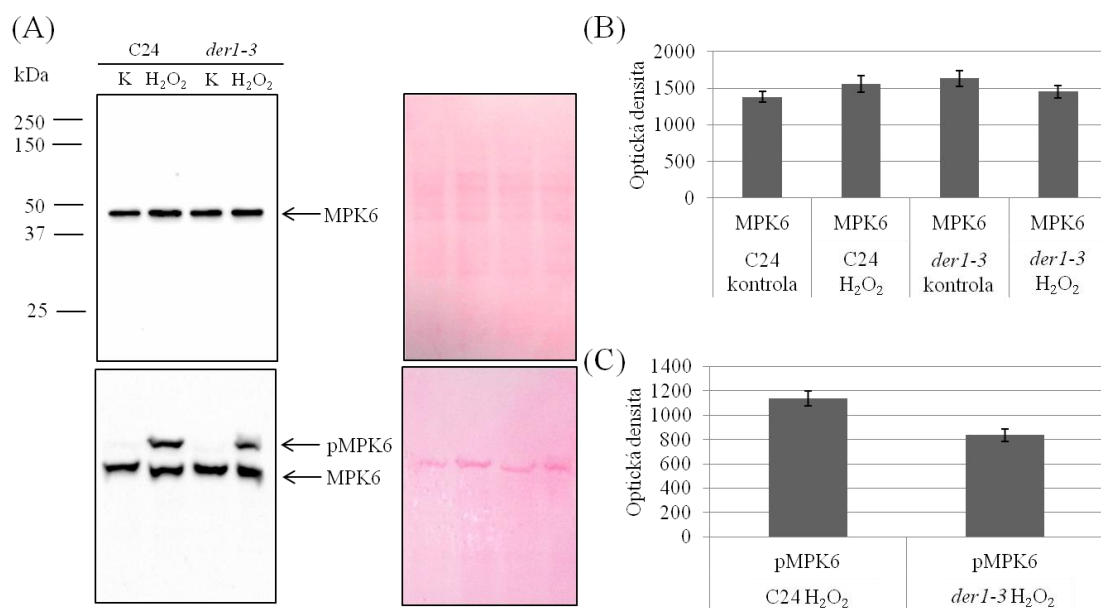 (A)
C24 der1-3
kDa K H₂O₂ K H₂O₂
250
150
50
37
25
MPK6
pMPK6
MPK6
(B)
Optická densita
2000
1500
1000
500
0
MPK6 MPK6 MPK6 MPK6
C24 C24 der1-3 der1-3
kontrola H₂O₂ kontrola H₂O₂
(C)
Optická densita
1400
1200
1000
800
600
400
200
0
pMPK6 pMPK6
C24 H₂O₂ der1-3 H₂O₂